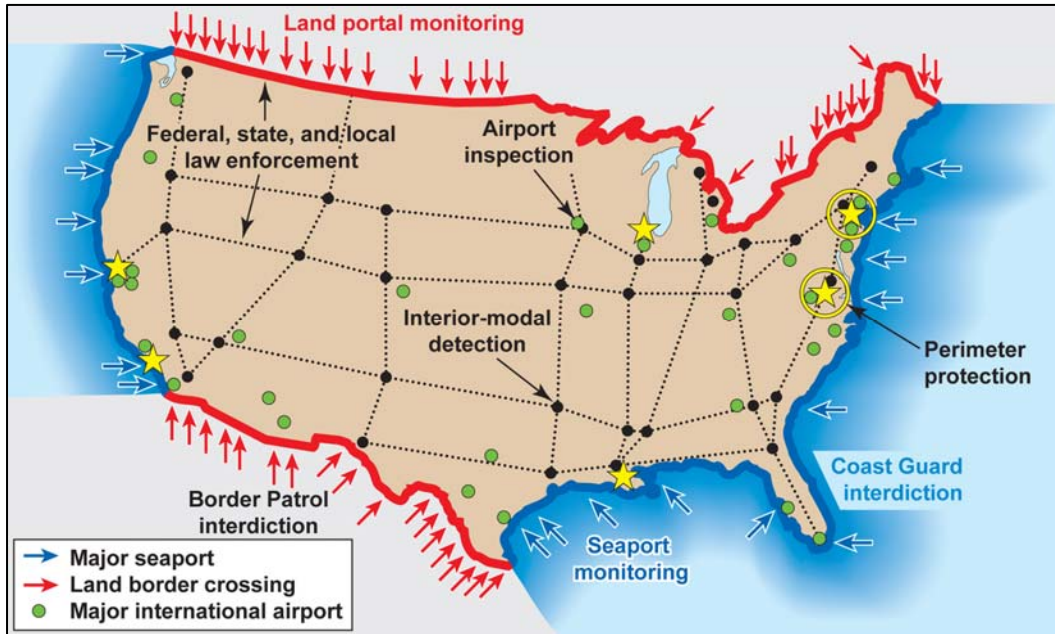 Land portal monitoring
Federal, state, and local
law enforcement
Airport
inspection
Interior-modal
detection
Perimeter
protection
Border Patrol
interdiction
Coast Guard
interdiction
Seaport
monitoring
Major seaport
Land border crossing
Major international airport